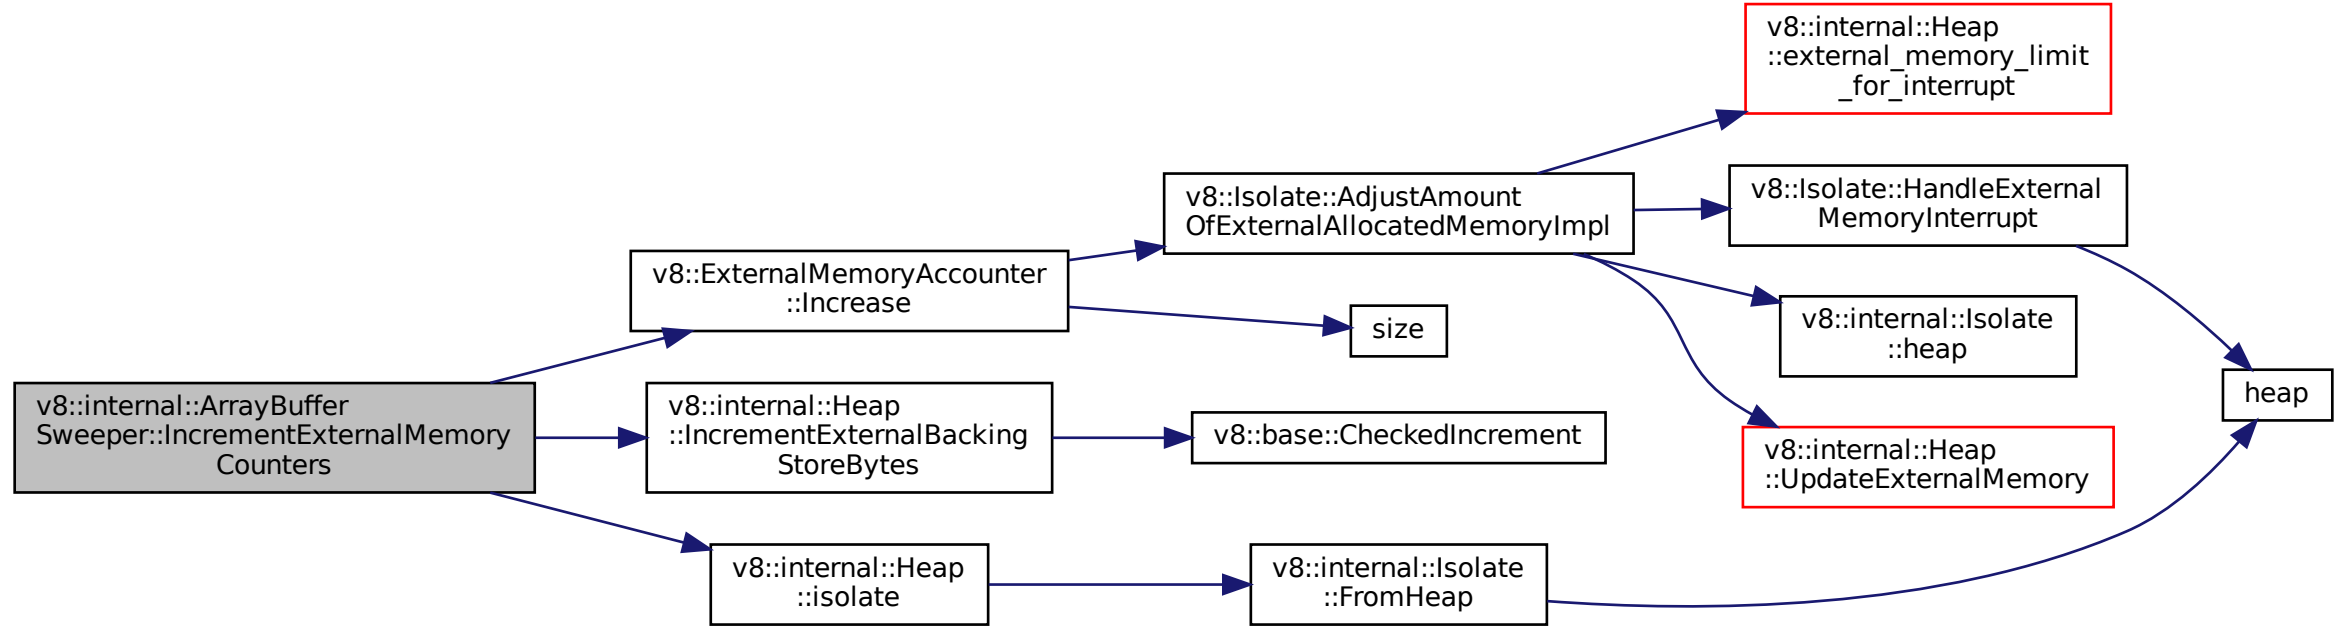 v8::internal::ArrayBuffer
Sweeper::IncrementExternalMemory
Counters
v8::ExternalMemoryAccounter
::Increase
v8::internal::Heap
::IncrementExternalBacking
StoreBytes
v8::internal::Heap
::isolate
v8::Isolate::AdjustAmount
OfExternalAllocatedMemoryImpl
size
v8::base::CheckedIncrement
v8::internal::Isolate
::FromHeap
v8::internal::Heap
::external_memory_limit
_for_interrupt
v8::Isolate::HandleExternal
MemoryInterrupt
v8::internal::Isolate
::heap
v8::internal::Heap
::UpdateExternalMemory
heap